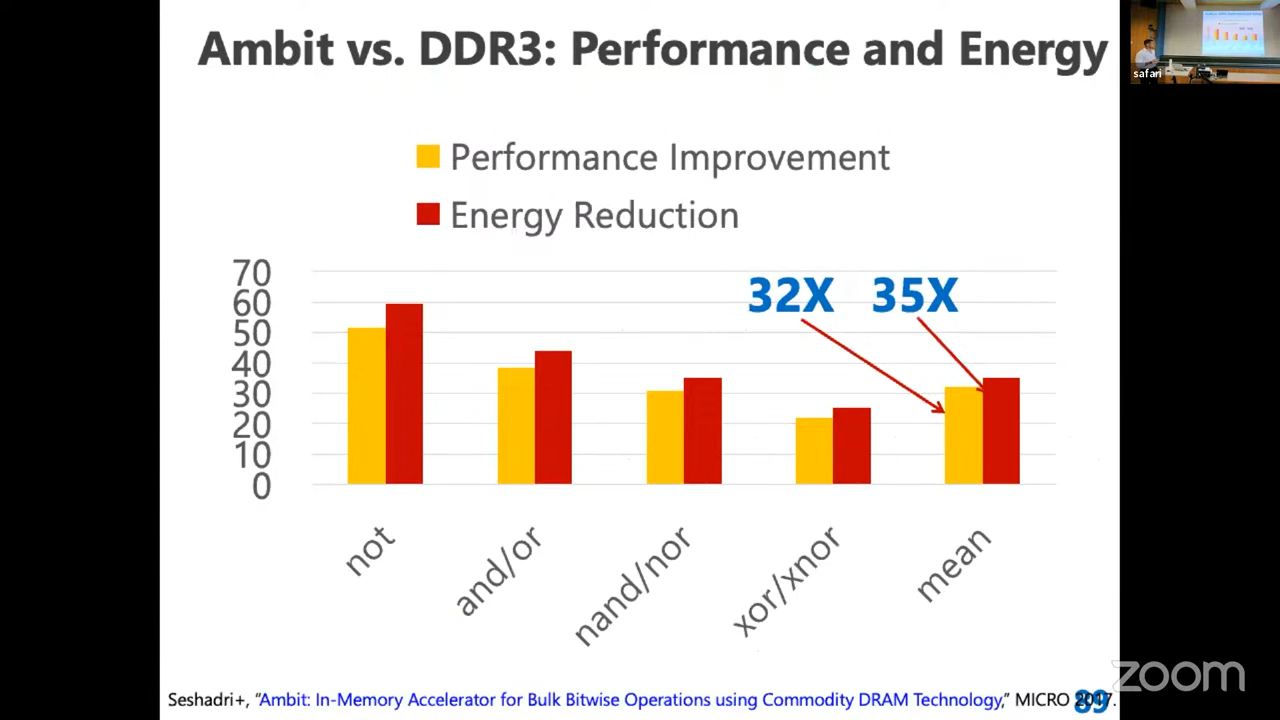 Ambit vs. DDR3: Performance and Energy
safari
Performance Improvement
Energy Reduction
70
60
50
40
30
20
10
0
32X 35X
not
and/or
nand/nor
xor/xnor
mean
Seshadri+, “Ambit: In-Memory Accelerator for Bulk Bitwise Operations using Commodity DRAM Technology,” MICRO 2017.
89
zoom